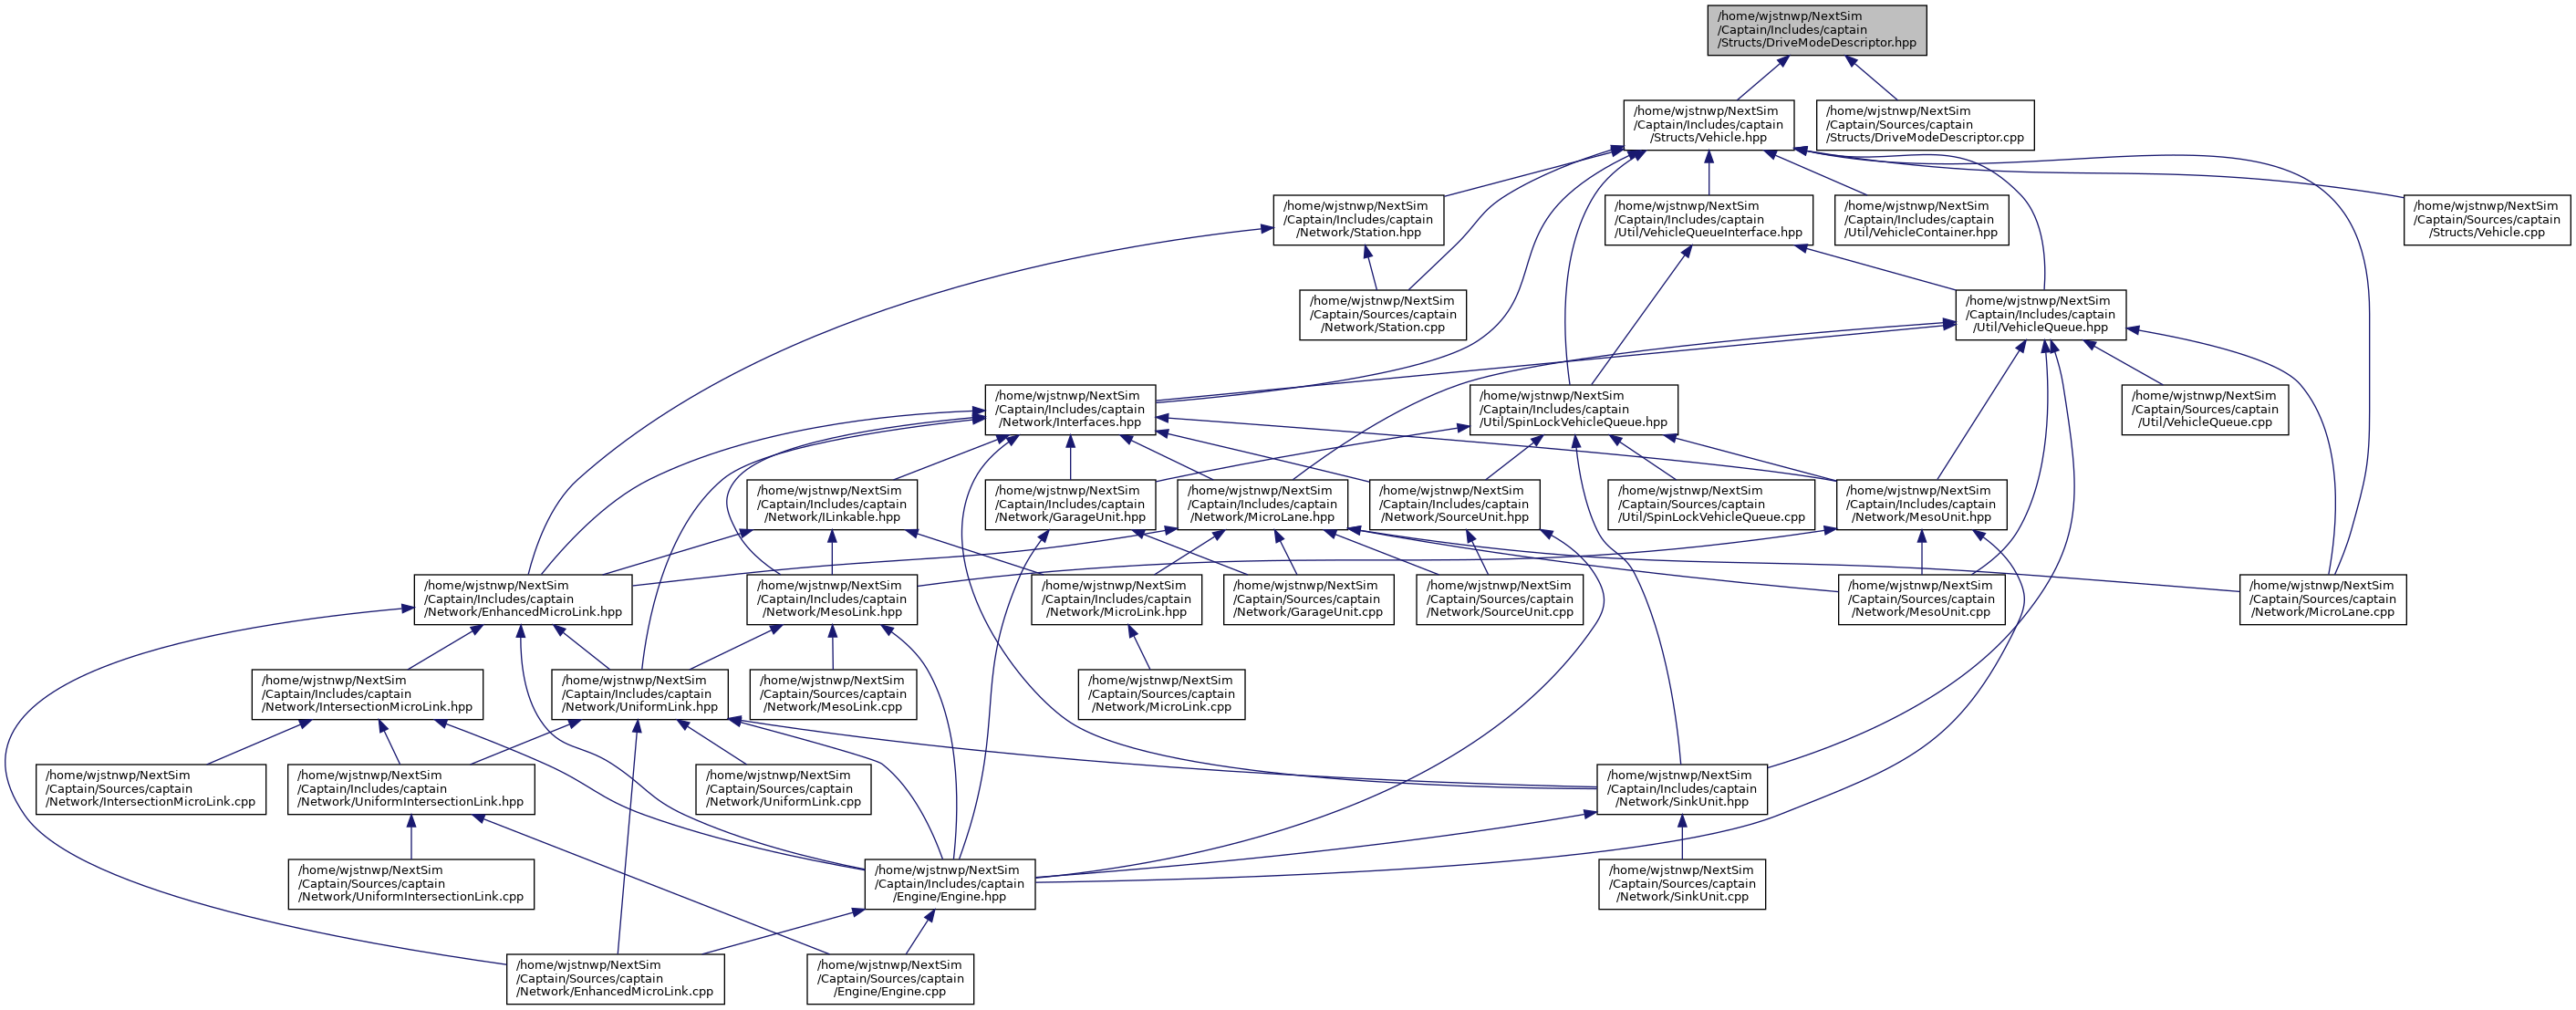 /home/wjstnwp/NextSim
/Captain/Includes/captain
/Structs/DriveModeDescriptor.hpp
/home/wjstnwp/NextSim
/Captain/Includes/captain
/Structs/Vehicle.hpp
/home/wjstnwp/NextSim
/Captain/Sources/captain
/Structs/DriveModeDescriptor.cpp
/home/wjstnwp/NextSim
/Captain/Includes/captain
/Network/Station.hpp
/home/wjstnwp/NextSim
/Captain/Includes/captain
/Util/VehicleQueueInterface.hpp
/home/wjstnwp/NextSim
/Captain/Includes/captain
/Util/VehicleContainer.hpp
/home/wjstnwp/NextSim
/Captain/Sources/captain
/Structs/Vehicle.cpp
/home/wjstnwp/NextSim
/Captain/Sources/captain
/Network/Station.cpp
/home/wjstnwp/NextSim
/Captain/Includes/captain
/Util/VehicleQueue.hpp
/home/wjstnwp/NextSim
/Captain/Includes/captain
/Network/Interfaces.hpp
/home/wjstnwp/NextSim
/Captain/Includes/captain
/Util/SpinLockVehicleQueue.hpp
/home/wjstnwp/NextSim
/Captain/Sources/captain
/Util/VehicleQueue.cpp
/home/wjstnwp/NextSim
/Captain/Includes/captain
/Network/ILinkable.hpp
/home/wjstnwp/NextSim
/Captain/Includes/captain
/Network/GarageUnit.hpp
/home/wjstnwp/NextSim
/Captain/Includes/captain
/Network/MicroLane.hpp
/home/wjstnwp/NextSim
/Captain/Includes/captain
/Network/SourceUnit.hpp
/home/wjstnwp/NextSim
/Captain/Sources/captain
/Util/SpinLockVehicleQueue.cpp
/home/wjstnwp/NextSim
/Captain/Includes/captain
/Network/MesoUnit.hpp
/home/wjstnwp/NextSim
/Captain/Includes/captain
/Network/EnhancedMicroLink.hpp
/home/wjstnwp/NextSim
/Captain/Includes/captain
/Network/MesoLink.hpp
/home/wjstnwp/NextSim
/Captain/Includes/captain
/Network/MicroLink.hpp
/home/wjstnwp/NextSim
/Captain/Sources/captain
/Network/GarageUnit.cpp
/home/wjstnwp/NextSim
/Captain/Sources/captain
/Network/SourceUnit.cpp
/home/wjstnwp/NextSim
/Captain/Sources/captain
/Network/MesoUnit.cpp
/home/wjstnwp/NextSim
/Captain/Sources/captain
/Network/MicroLane.cpp
/home/wjstnwp/NextSim
/Captain/Includes/captain
/Network/IntersectionMicroLink.hpp
/home/wjstnwp/NextSim
/Captain/Includes/captain
/Network/UniformLink.hpp
/home/wjstnwp/NextSim
/Captain/Sources/captain
/Network/MesoLink.cpp
/home/wjstnwp/NextSim
/Captain/Sources/captain
/Network/MicroLink.cpp
/home/wjstnwp/NextSim
/Captain/Sources/captain
/Network/IntersectionMicroLink.cpp
/home/wjstnwp/NextSim
/Captain/Includes/captain
/Network/UniformIntersectionLink.hpp
/home/wjstnwp/NextSim
/Captain/Sources/captain
/Network/UniformLink.cpp
/home/wjstnwp/NextSim
/Captain/Includes/captain
/Network/SinkUnit.hpp
/home/wjstnwp/NextSim
/Captain/Sources/captain
/Network/UniformIntersectionLink.cpp
/home/wjstnwp/NextSim
/Captain/Includes/captain
/Engine/Engine.hpp
/home/wjstnwp/NextSim
/Captain/Sources/captain
/Network/SinkUnit.cpp
/home/wjstnwp/NextSim
/Captain/Sources/captain
/Network/EnhancedMicroLink.cpp
/home/wjstnwp/NextSim
/Captain/Sources/captain
/Engine/Engine.cpp